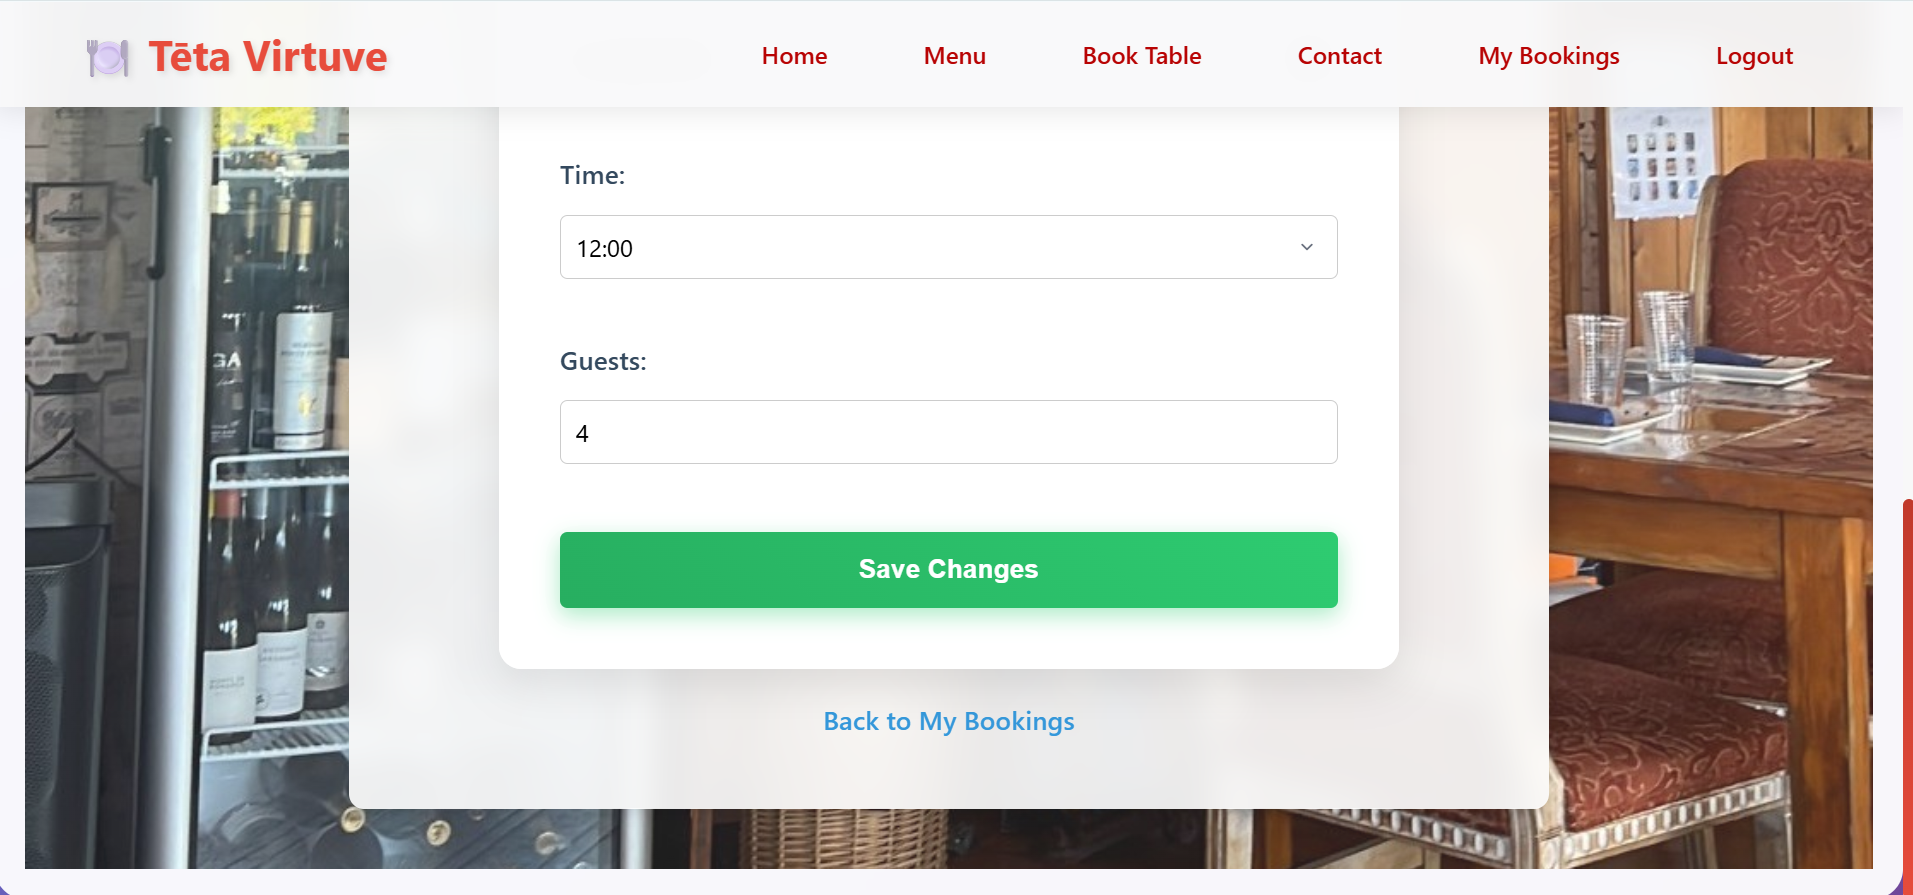 Tēta Virtuve
Home
Menu
Book Table
Contact
My Bookings
Logout
Time:
12:00
Guests:
4
Save Changes
Back to My Bookings
GA